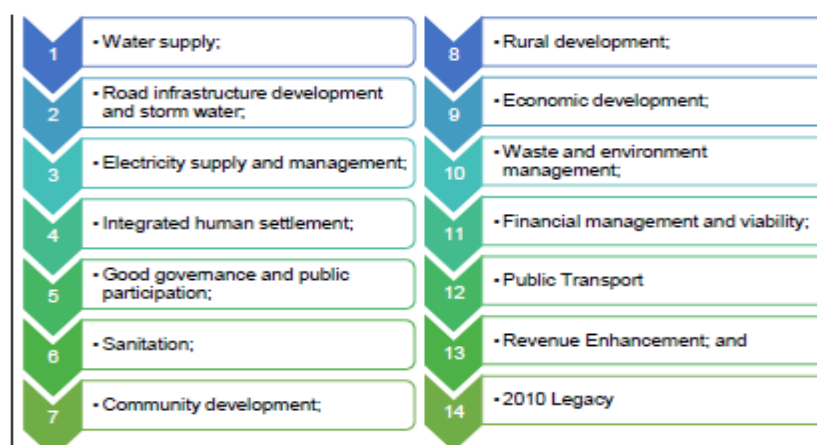 1
• Water supply;
2
• Road infrastructure development
and storm water;
3
• Electricity supply and management;
4
• Integrated human settlement;
5
• Good governance and public
participation;
6
• Sanitation;
7
• Community development;
8
• Rural development;
9
• Economic development;
10
• Waste and environment
management;
11
• Financial management and viability;
12
• Public Transport
13
• Revenue Enhancement; and
14
• 2010 Legacy